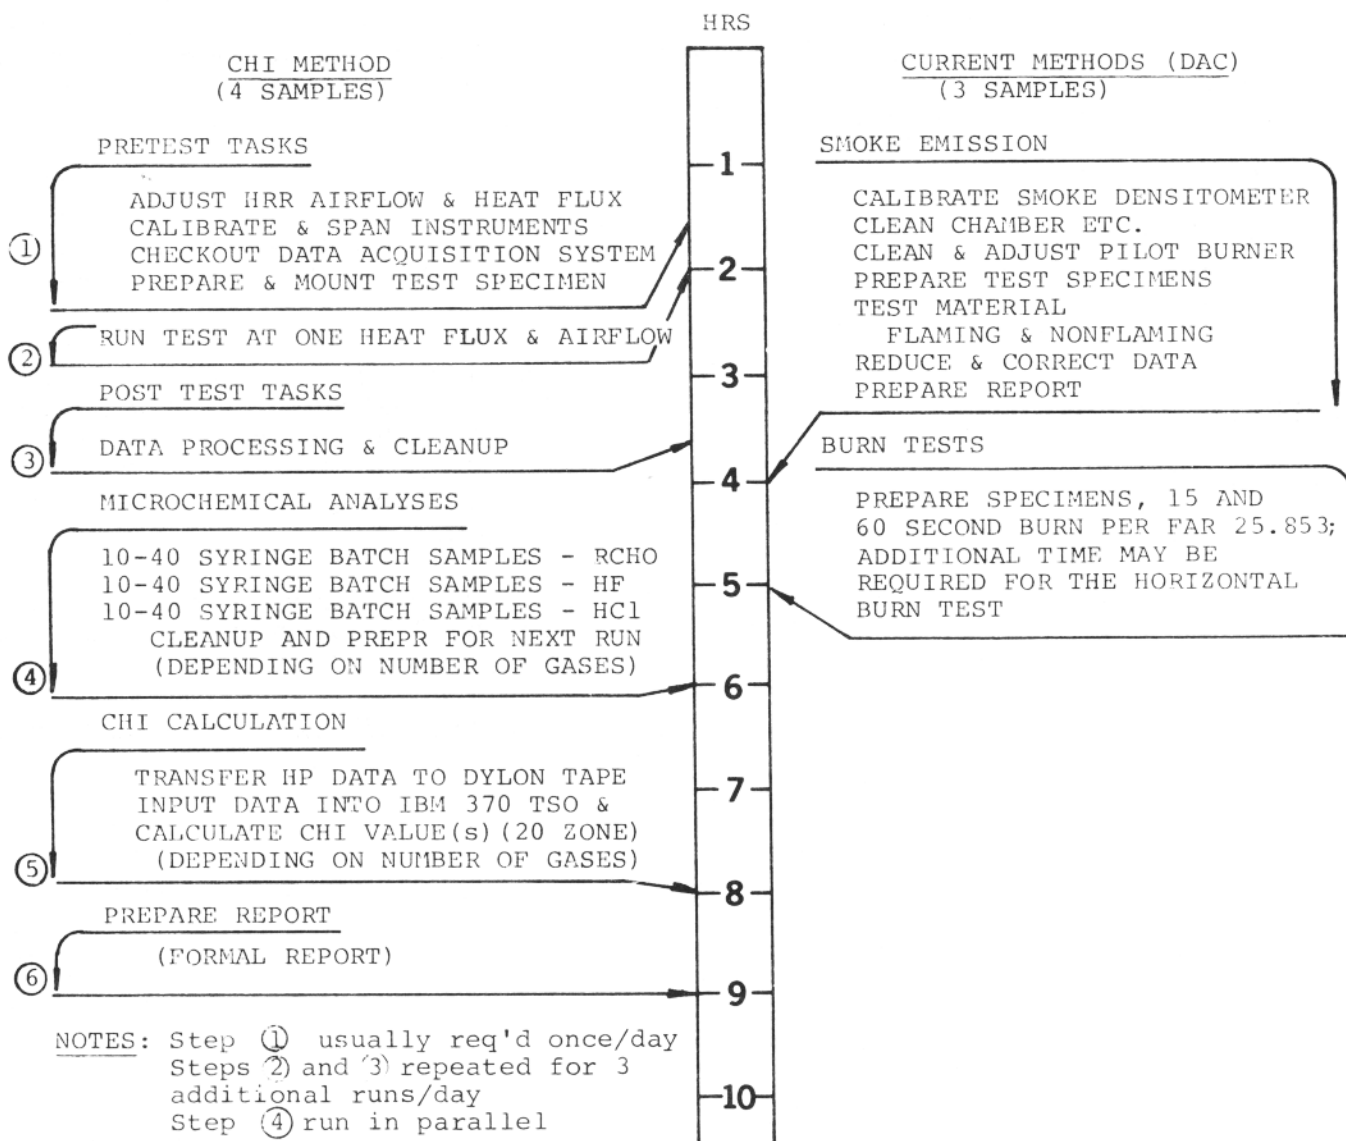 HRS
CHI METHOD
(4 SAMPLES)
PRETEST TASKS
ADJUST HRR AIRFLOW & HEAT FLUX
CALIBRATE & SPAN INSTRUMENTS
CHECKOUT DATA ACQUISITION SYSTEM
PREPARE & MOUNT TEST SPECIMEN
1
RUN TEST AT ONE HEAT FLUX & AIRFLOW
2
POST TEST TASKS
DATA PROCESSING & CLEANUP
3
MICROCHEMICAL ANALYSES
10-40 SYRINGE BATCH SAMPLES - RCHO
10-40 SYRINGE BATCH SAMPLES - HF
10-40 SYRINGE BATCH SAMPLES - HCl
CLEANUP AND PREPR FOR NEXT RUN
(DEPENDING ON NUMBER OF GASES)
4
CHI CALCULATION
TRANSFER HP DATA TO DYLON TAPE
INPUT DATA INTO IBM 370 TSO &
CALCULATE CHI VALUE(s) (20 ZONE)
(DEPENDING ON NUMBER OF GASES)
5
PREPARE REPORT
(FORMAL REPORT)
6
NOTES: Step 1 usually req'd once/day
Steps 2 and 3 repeated for 3
additional runs/day
Step 4 run in parallel
1
2
3
4
5
6
7
8
9
10
CURRENT METHODS (DAC)
(3 SAMPLES)
SMOKE EMISSION
CALIBRATE SMOKE DENSITOMETER
CLEAN CHAMBER ETC.
CLEAN & ADJUST PILOT BURNER
PREPARE TEST SPECIMENS
TEST MATERIAL
FLAMING & NONFLAMING
REDUCE & CORRECT DATA
PREPARE REPORT
BURN TESTS
PREPARE SPECIMENS, 15 AND
60 SECOND BURN PER FAR 25.853;
ADDITIONAL TIME MAY BE
REQUIRED FOR THE HORIZONTAL
BURN TEST